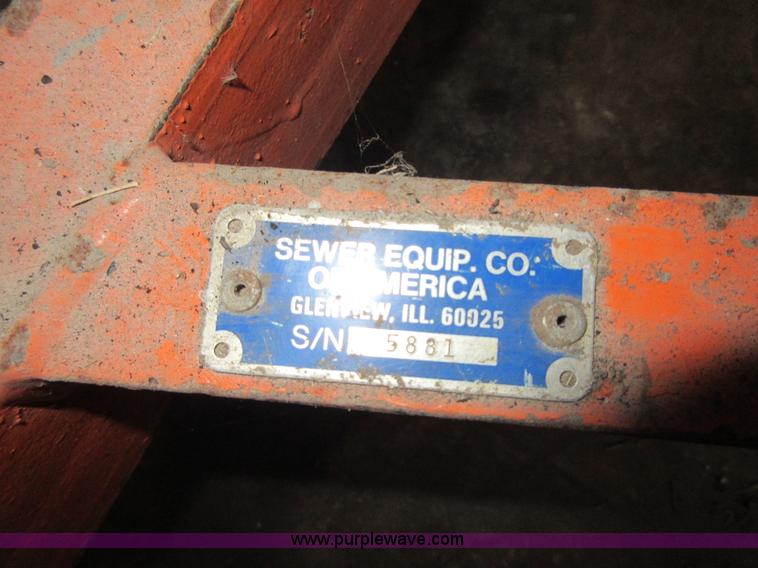 SEWER EQUIP. CO.
OF AMERICA
GLENVIEW, ILL. 60025
S/N 5881
www.purplewave.com